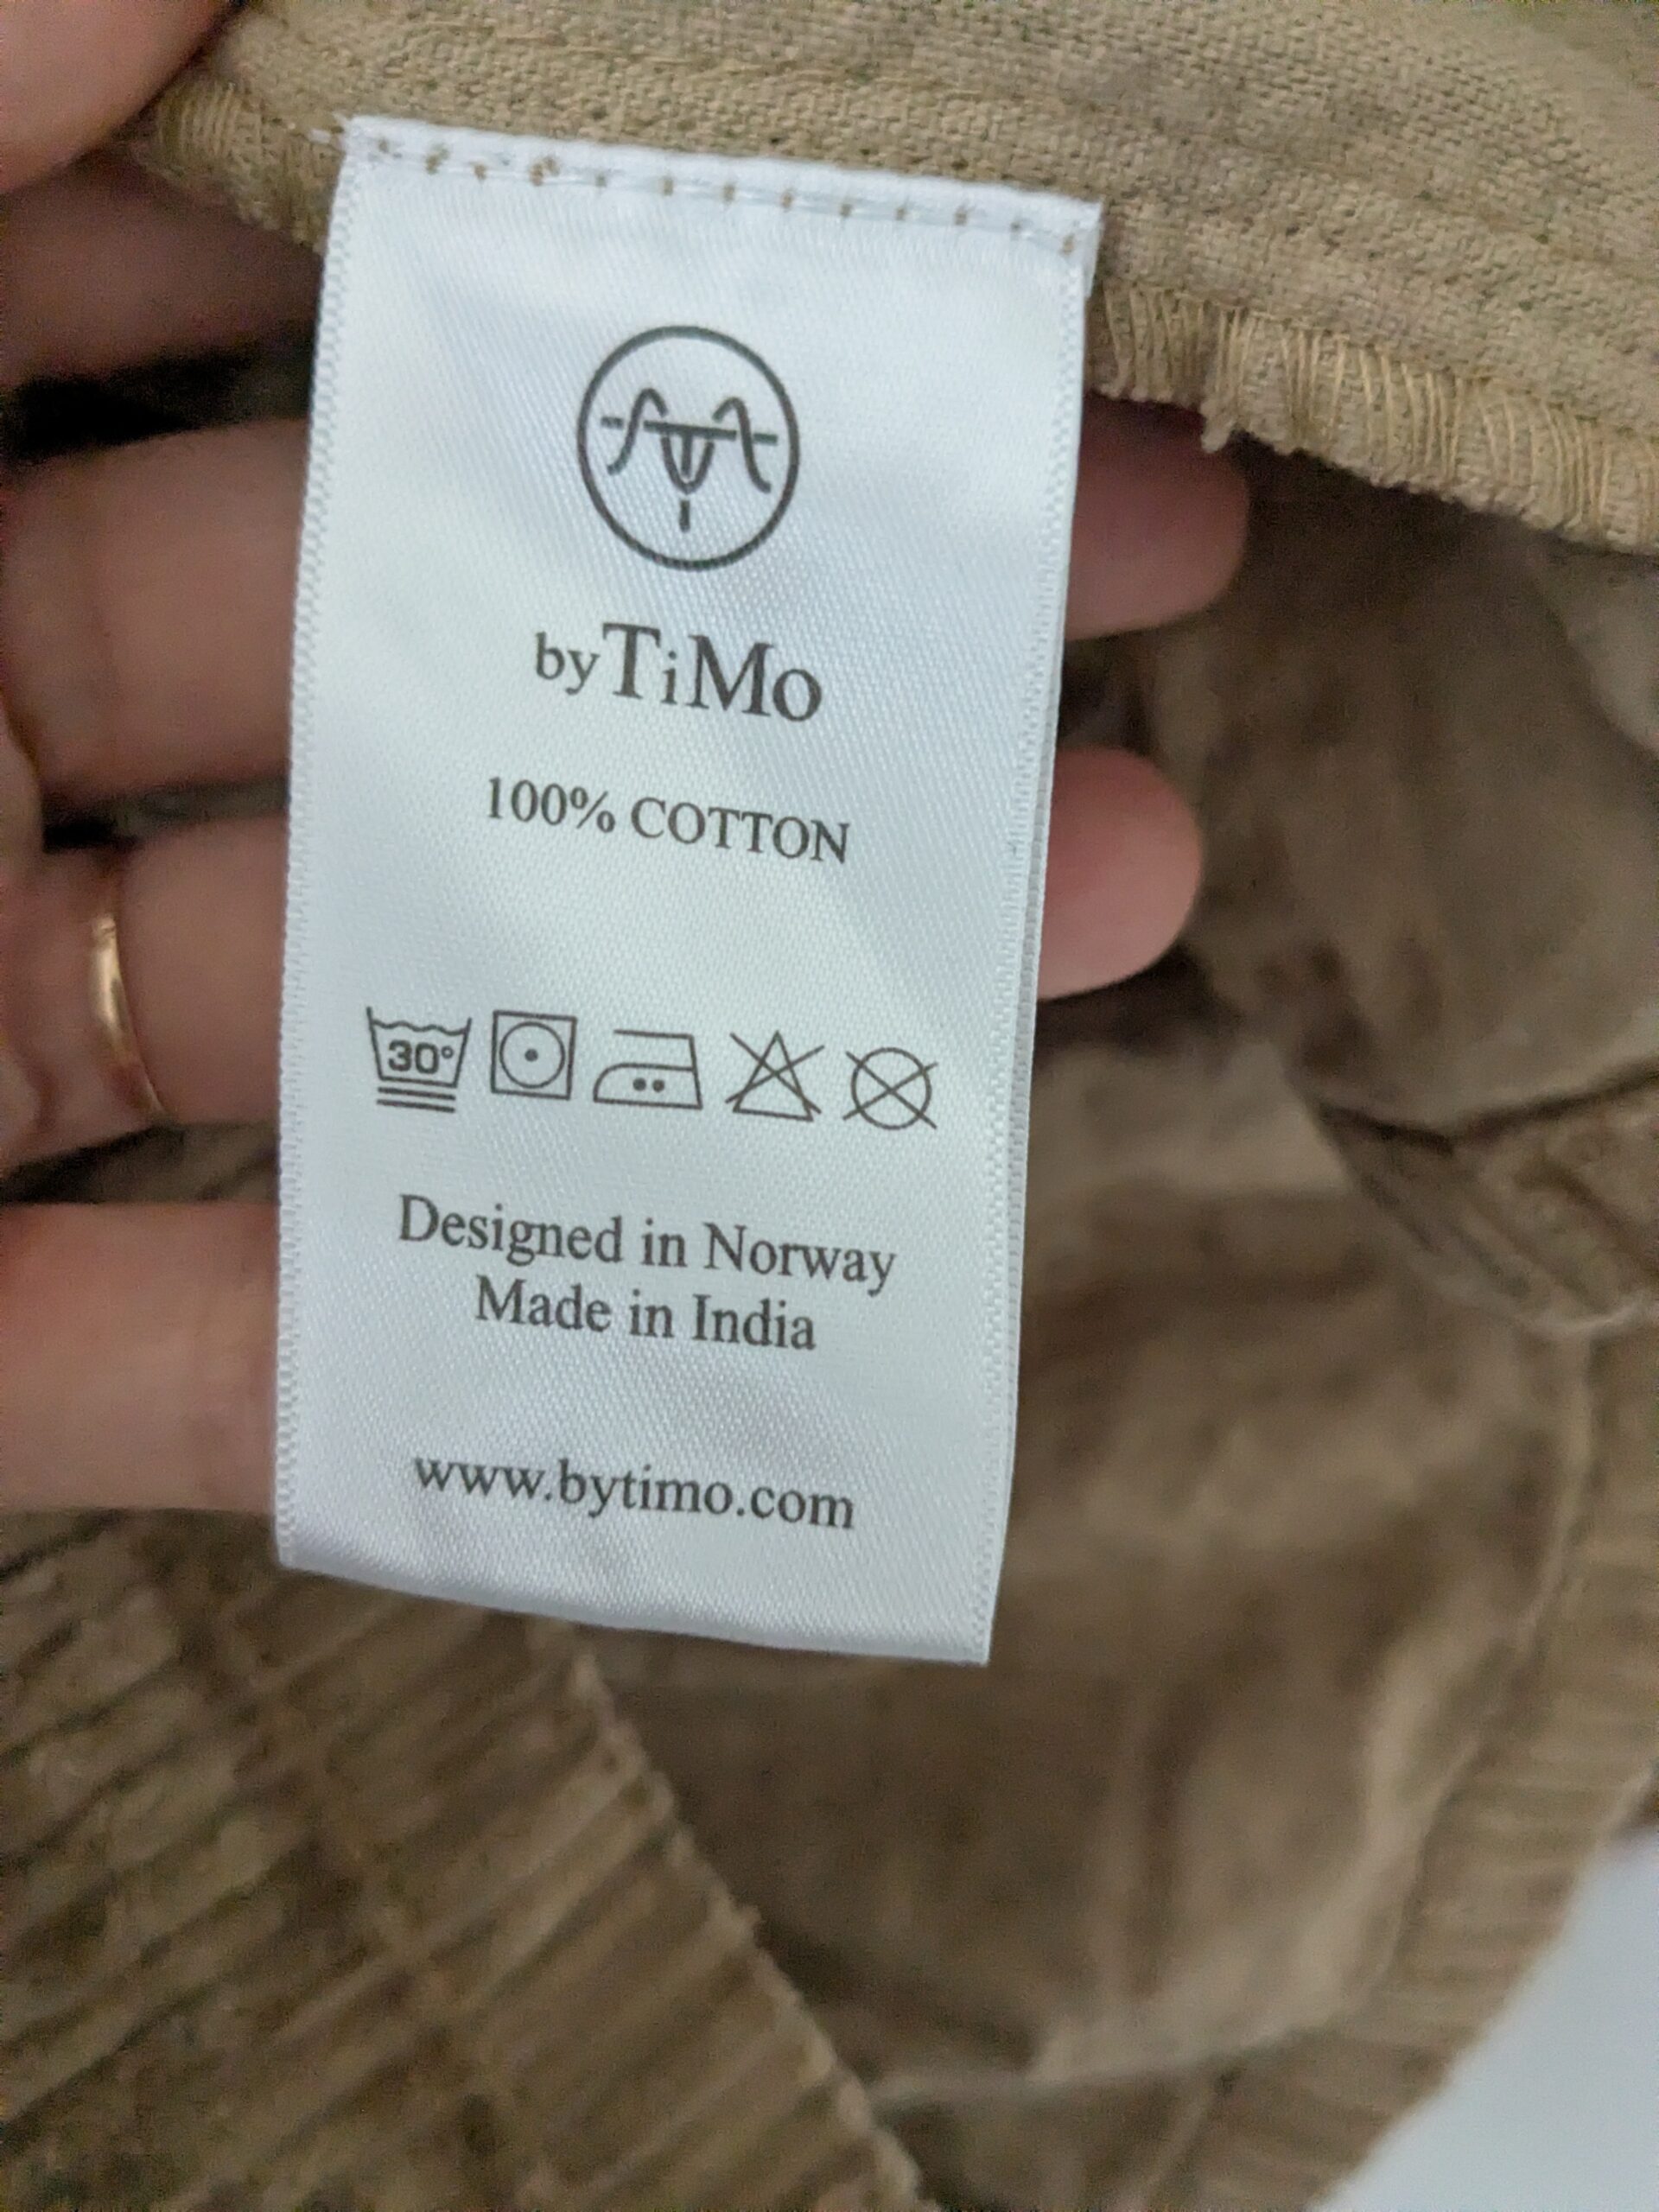 byTiMo
100% COTTON
30°
Designed in Norway
Made in India
www.bytimo.com